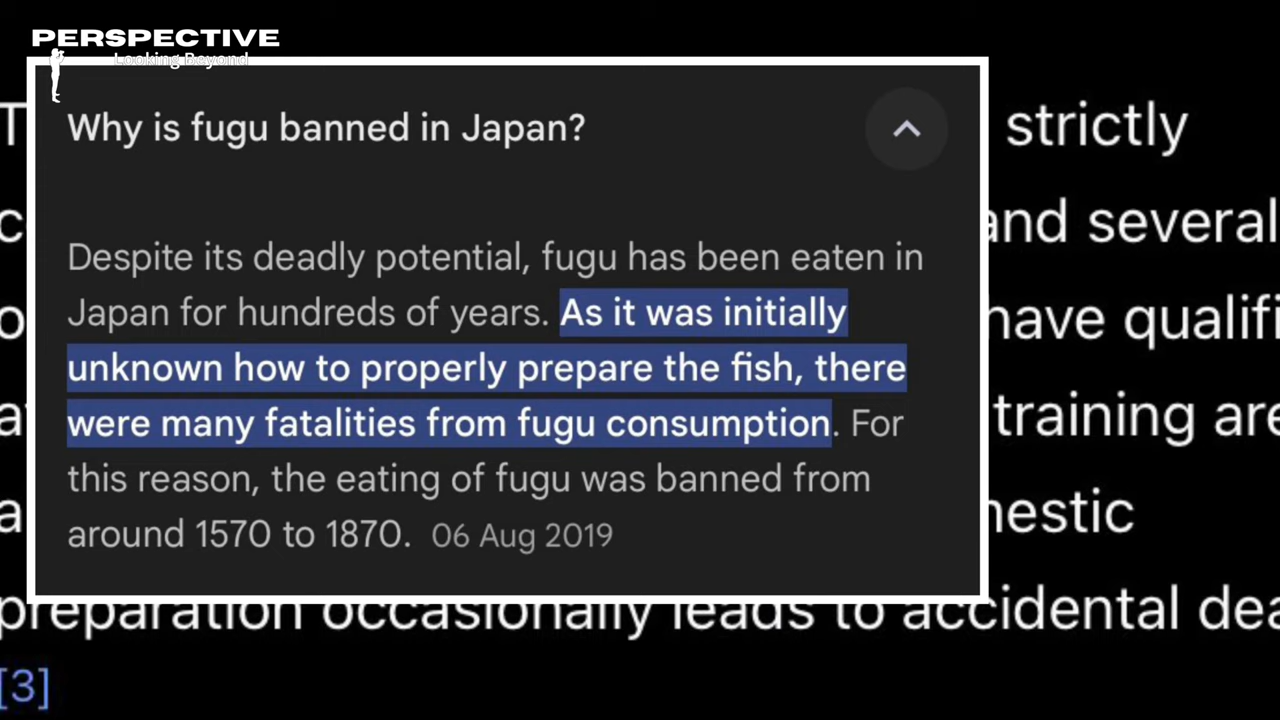 PERSPECTIVE
Looking Beyond
Why is fugu banned in Japan?
strictly
Despite its deadly potential, fugu has been eaten in
and several
Japan for hundreds of years. As it was initially
have
unknown how to properly prepare the fish, there
were many fatalities from fugu consumption. For
training are
this reason, the eating of fugu was banned from
around 1570 to 1870. 06 Aug 2019
preparation occasionally leads to accidental
[3]